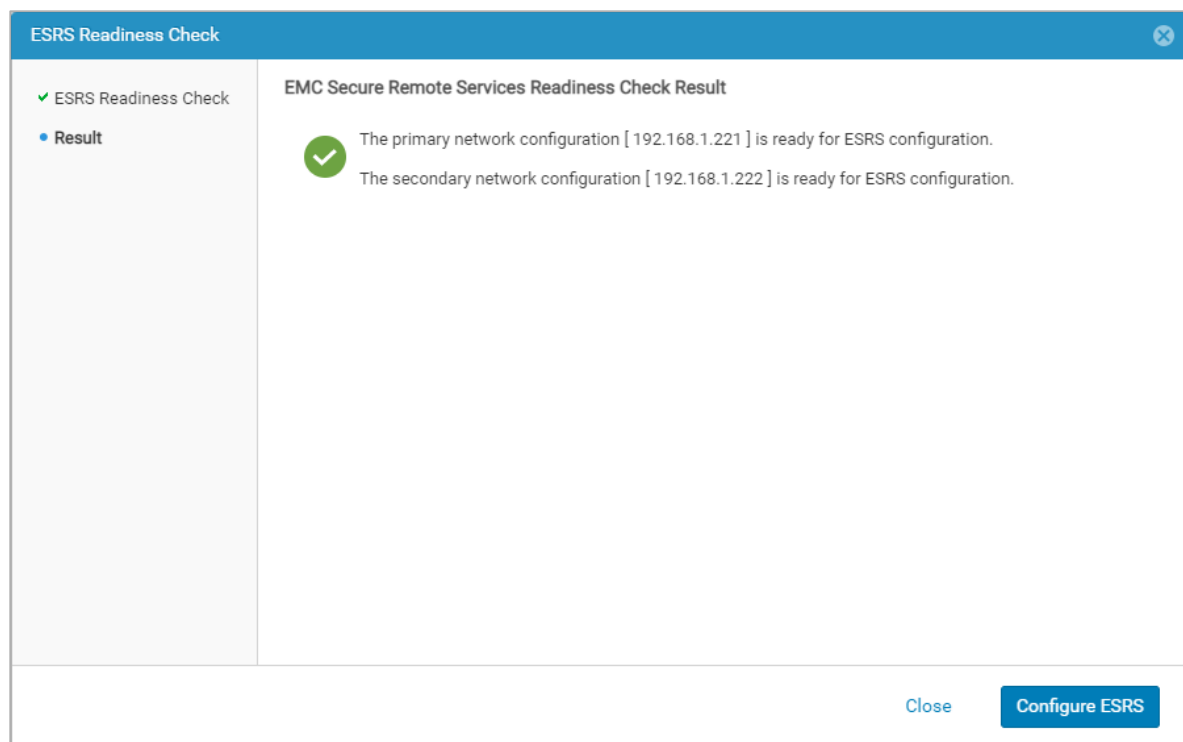 ESRS Readiness Check
ESRS Readiness Check
Result
EMC Secure Remote Services Readiness Check Result
The primary network configuration [ 192.168.1.221 ] is ready for ESRS configuration.
The secondary network configuration [ 192.168.1.222 ] is ready for ESRS configuration.
Close
Configure ESRS